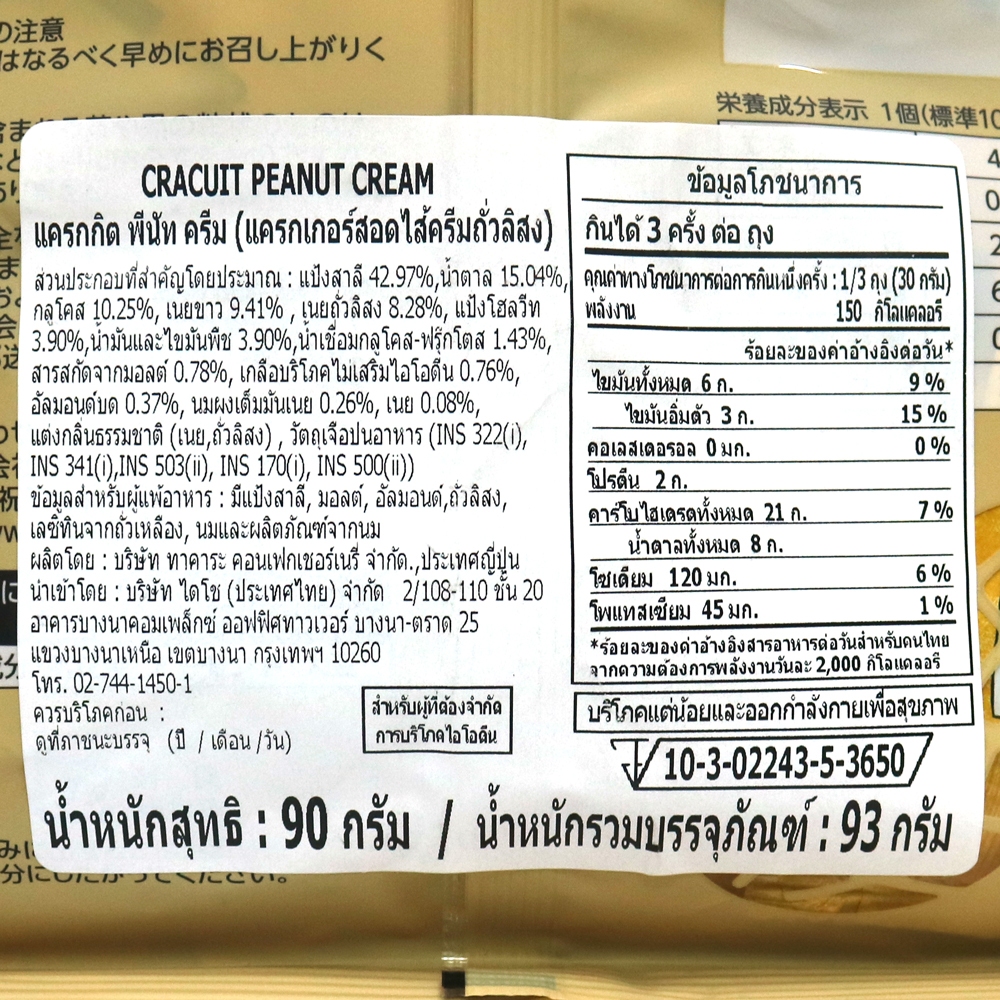 の注意
はなるべく早めにお召し上がりく
栄養成分表示 1個(標準10
CRACUIT PEANUT CREAM
แครกกิต พีนัท ครีม (แครกเกอร์สอดไส้ครีมถั่วลิสง)
ส่วนประกอบที่สำคัญโดยประมาณ : แป้งสาลี 42.97%,น้ำตาล 15.04%,
กลูโคส 10.25%, เนยขาว 9.41% , เนยถั่วลิสง 8.28%, แป้งโฮลวีท
3.90%,น้ำมันและไขมันพืช 3.90%,น้ำเชื่อมกลูโคส-ฟรุ๊กโตส 1.43%,
สารสกัดจากมอลต์ 0.78%, เกลือบริโภคไม่เสริมไอโอดีน 0.76%,
อัลมอนด์บด 0.37%, นมผงเต็มมันเนย 0.26%, เนย 0.08%,
แต่งกลิ่นธรรมชาติ (เนย,ถั่วลิสง) , วัตถุเจือปนอาหาร (INS 322(i),
INS 341(i),INS 503(ii), INS 170(i), INS 500(ii))
ข้อมูลสำหรับผู้แพ้อาหาร : มีแป้งสาลี, มอลต์, อัลมอนด์,ถั่วลิสง,
เลซิทินจากถั่วเหลือง, นมและผลิตภัณฑ์จากนม
ผลิตโดย : บริษัท ทาคาระ คอนเฟกเชอร์เนรี่ จำกัด.,ประเทศญี่ปุ่น
นำเข้าโดย : บริษัท ไดโซ (ประเทศไทย) จำกัด 2/108-110 ชั้น 20
อาคารบางนาคอมเพล็กซ์ ออฟฟิศทาวเวอร์ บางนา-ตราด 25
แขวงบางนาเหนือ เขตบางนา กรุงเทพฯ 10260
โทร. 02-744-1450-1
ควรบริโภคก่อน :
ดูที่ภาชนะบรรจุ (ปี / เดือน /วัน)
สำหรับผู้ที่ต้องจำกัด
การบริโภคไอโอดีน
ข้อมูลโภชนาการ
กินได้ 3 ครั้ง ต่อ ถุง
คุณค่าทางโภชนาการต่อการกินหนึ่งครั้ง : 1/3 ถุง (30 กรัม)
พลังงาน 150 กิโลแคลอรี
ร้อยละของค่าอ้างอิงต่อวัน*
ไขมันทั้งหมด 6 ก. 9 %
ไขมันอิ่มตัว 3 ก. 15 %
คอเลสเตอรอล 0 มก. 0 %
โปรตีน 2 ก.
คาร์โบไฮเดรตทั้งหมด 21 ก. 7 %
น้ำตาลทั้งหมด 8 ก.
โซเดียม 120 มก. 6 %
โพแทสเซียม 45 มก. 1 %
*ร้อยละของค่าอ้างอิงสารอาหารต่อวันสำหรับคนไทย
จากความต้องการพลังงานวันละ 2,000 กิโลแคลอรี
บริโภคแต่น้อยและออกกำลังกายเพื่อสุขภาพ
10-3-02243-5-3650
น้ำหนักสุทธิ : 90 กรัม / น้ำหนักรวมบรรจุภัณฑ์ : 93 กรัม